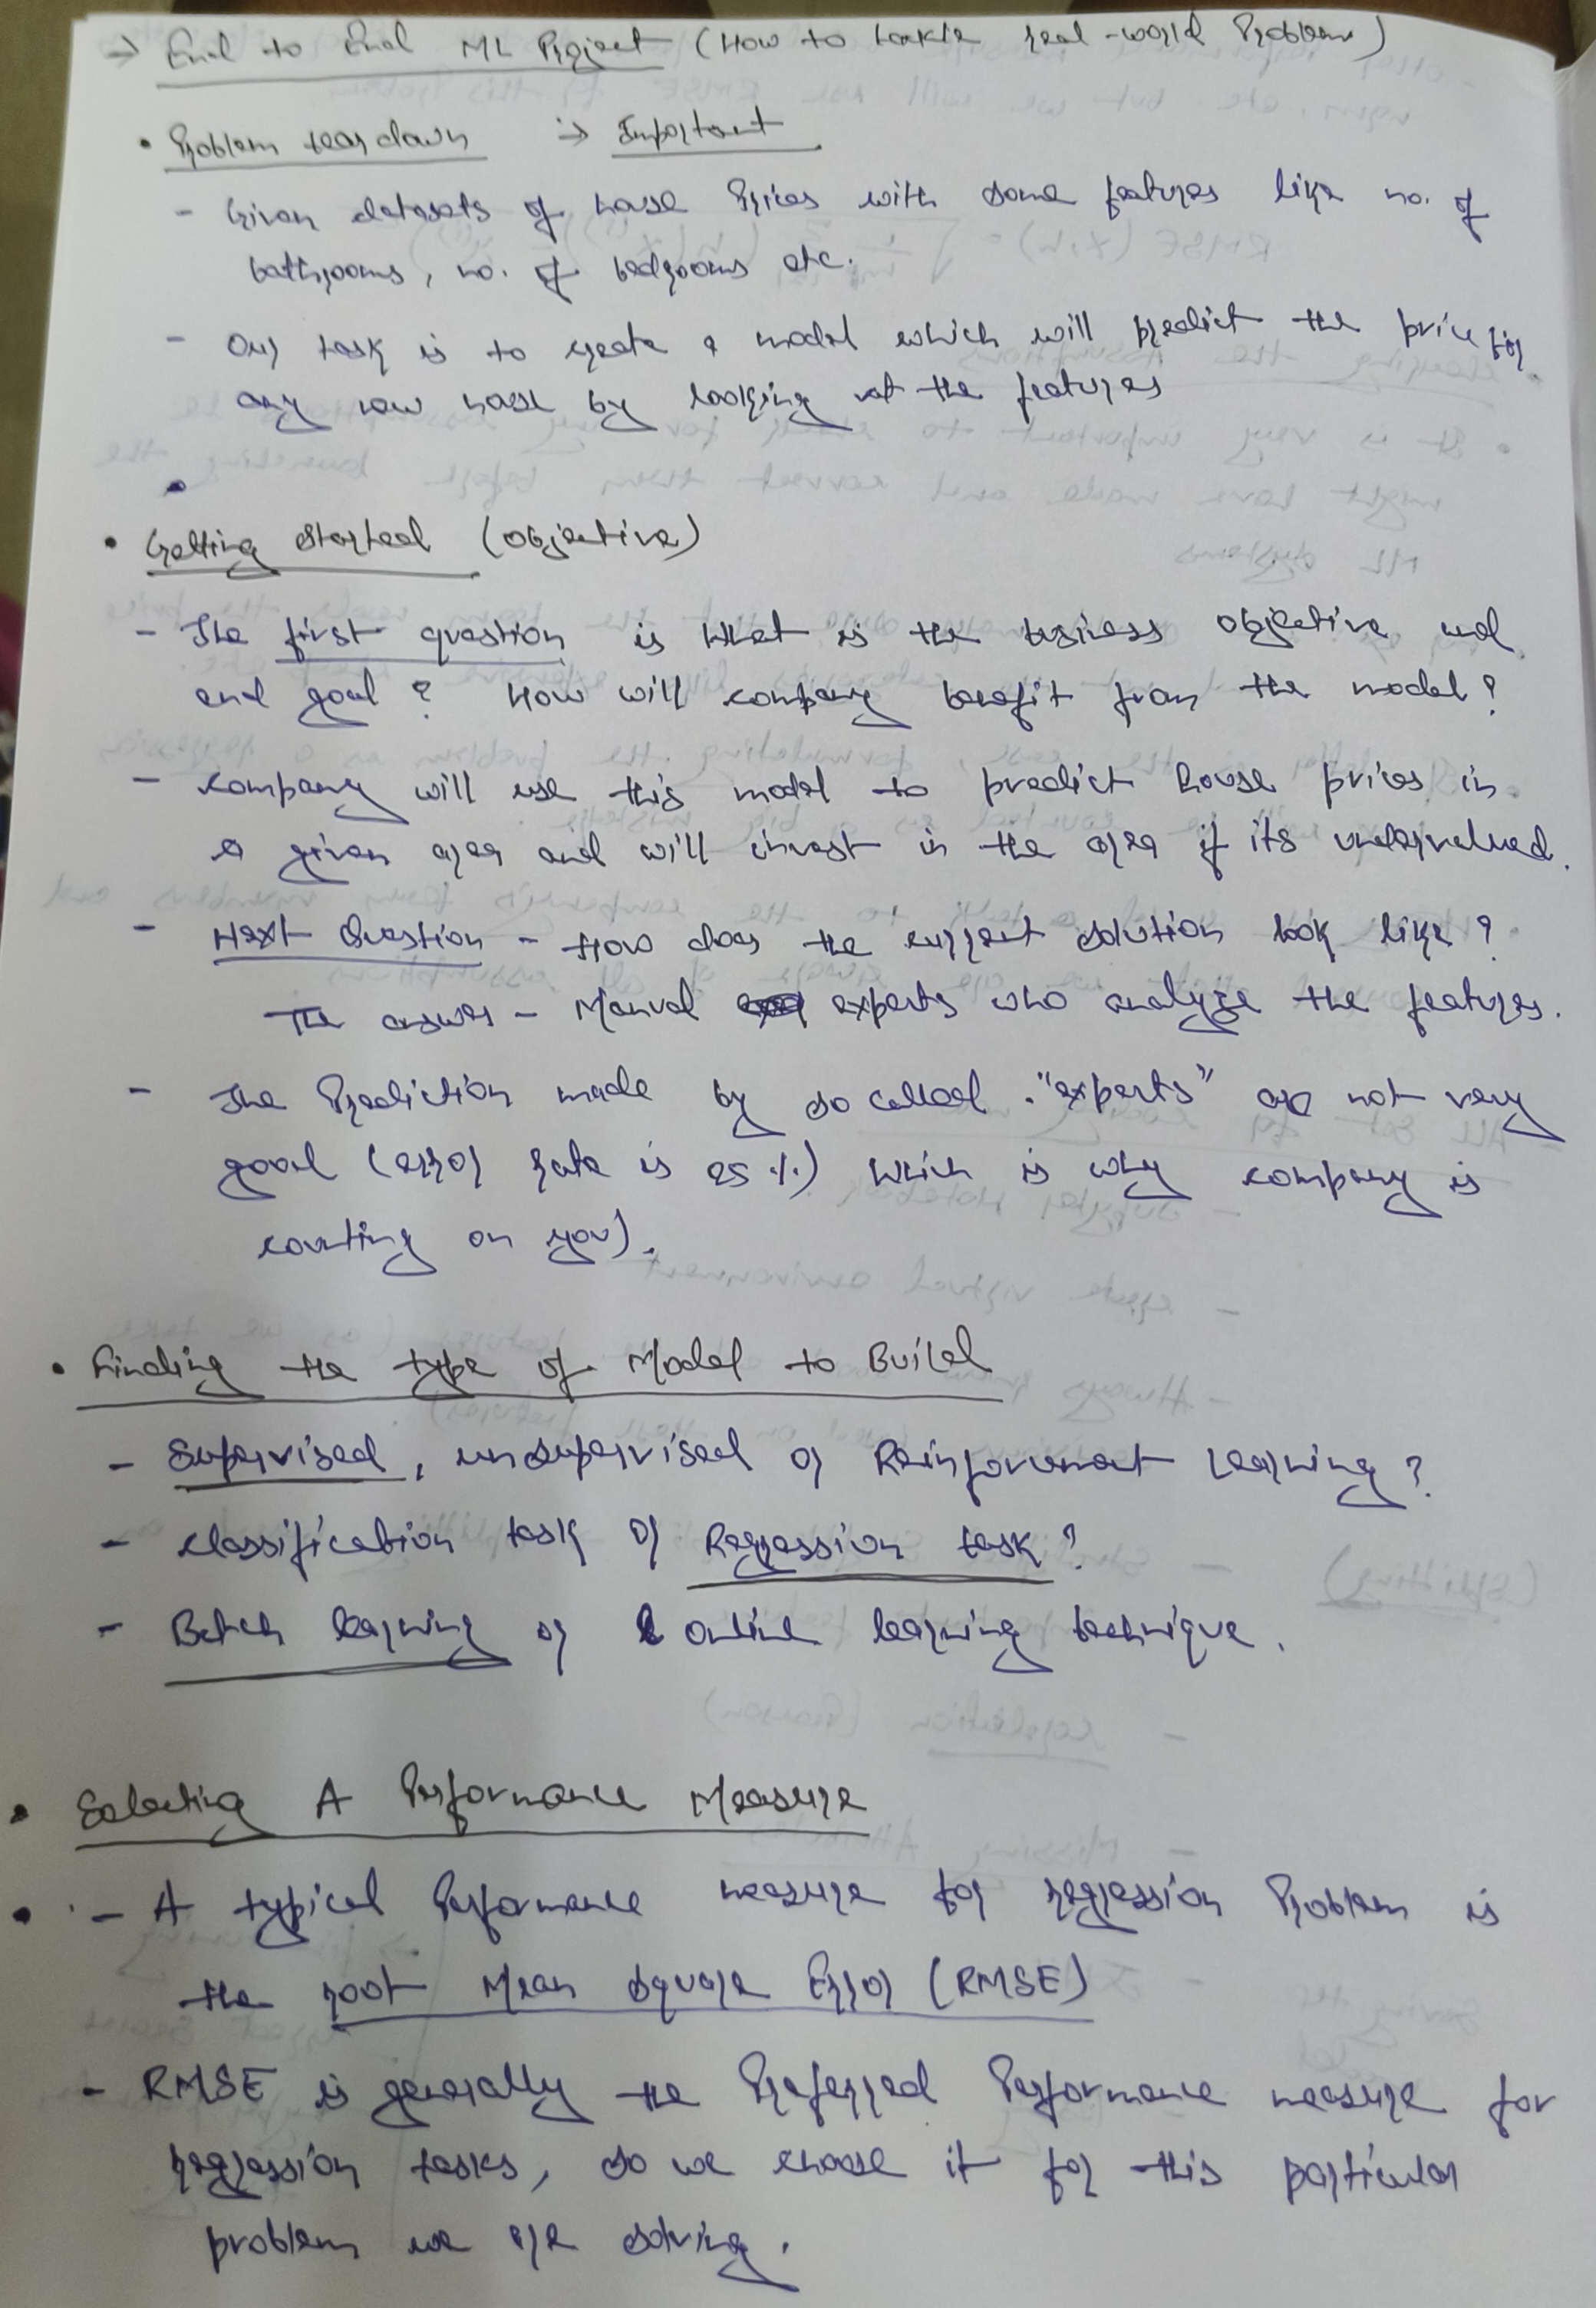 → End to End ML Project (How to tackle real-world Problems)
• Problem teardown → Important
- Given datasets of house Prices with some features like no. of
bathrooms, no. of bedrooms etc.
- Our task is to create a model which will predict the price for
any new house by looking at the features
• Getting Started (Objective)
- The first question is What is the business objective and
end goal? How will company benefit from the model?
- company will use this model to predict house prices in
a given area and will invest in the area if its undervalued.
- Next Question - How does the current solution look like?
The answer - Manual experts who analyze the features.
- The Prediction made by so called "experts" are not very
good (error rate is 25%) which is why company is
counting on you).
• Finding the type of Model to Build
- Supervised, unsupervised or Reinforcement Learning?
- classification task or Regression task?
- Batch learning or online learning technique.
• Selecting A Performance Measure
• - A typical Performance measure for regression Problem is
the root Mean Square Error (RMSE)
- RMSE is generally the Preferred Performance measure for
regression tasks, so we choose it for this particular
problem we are solving.